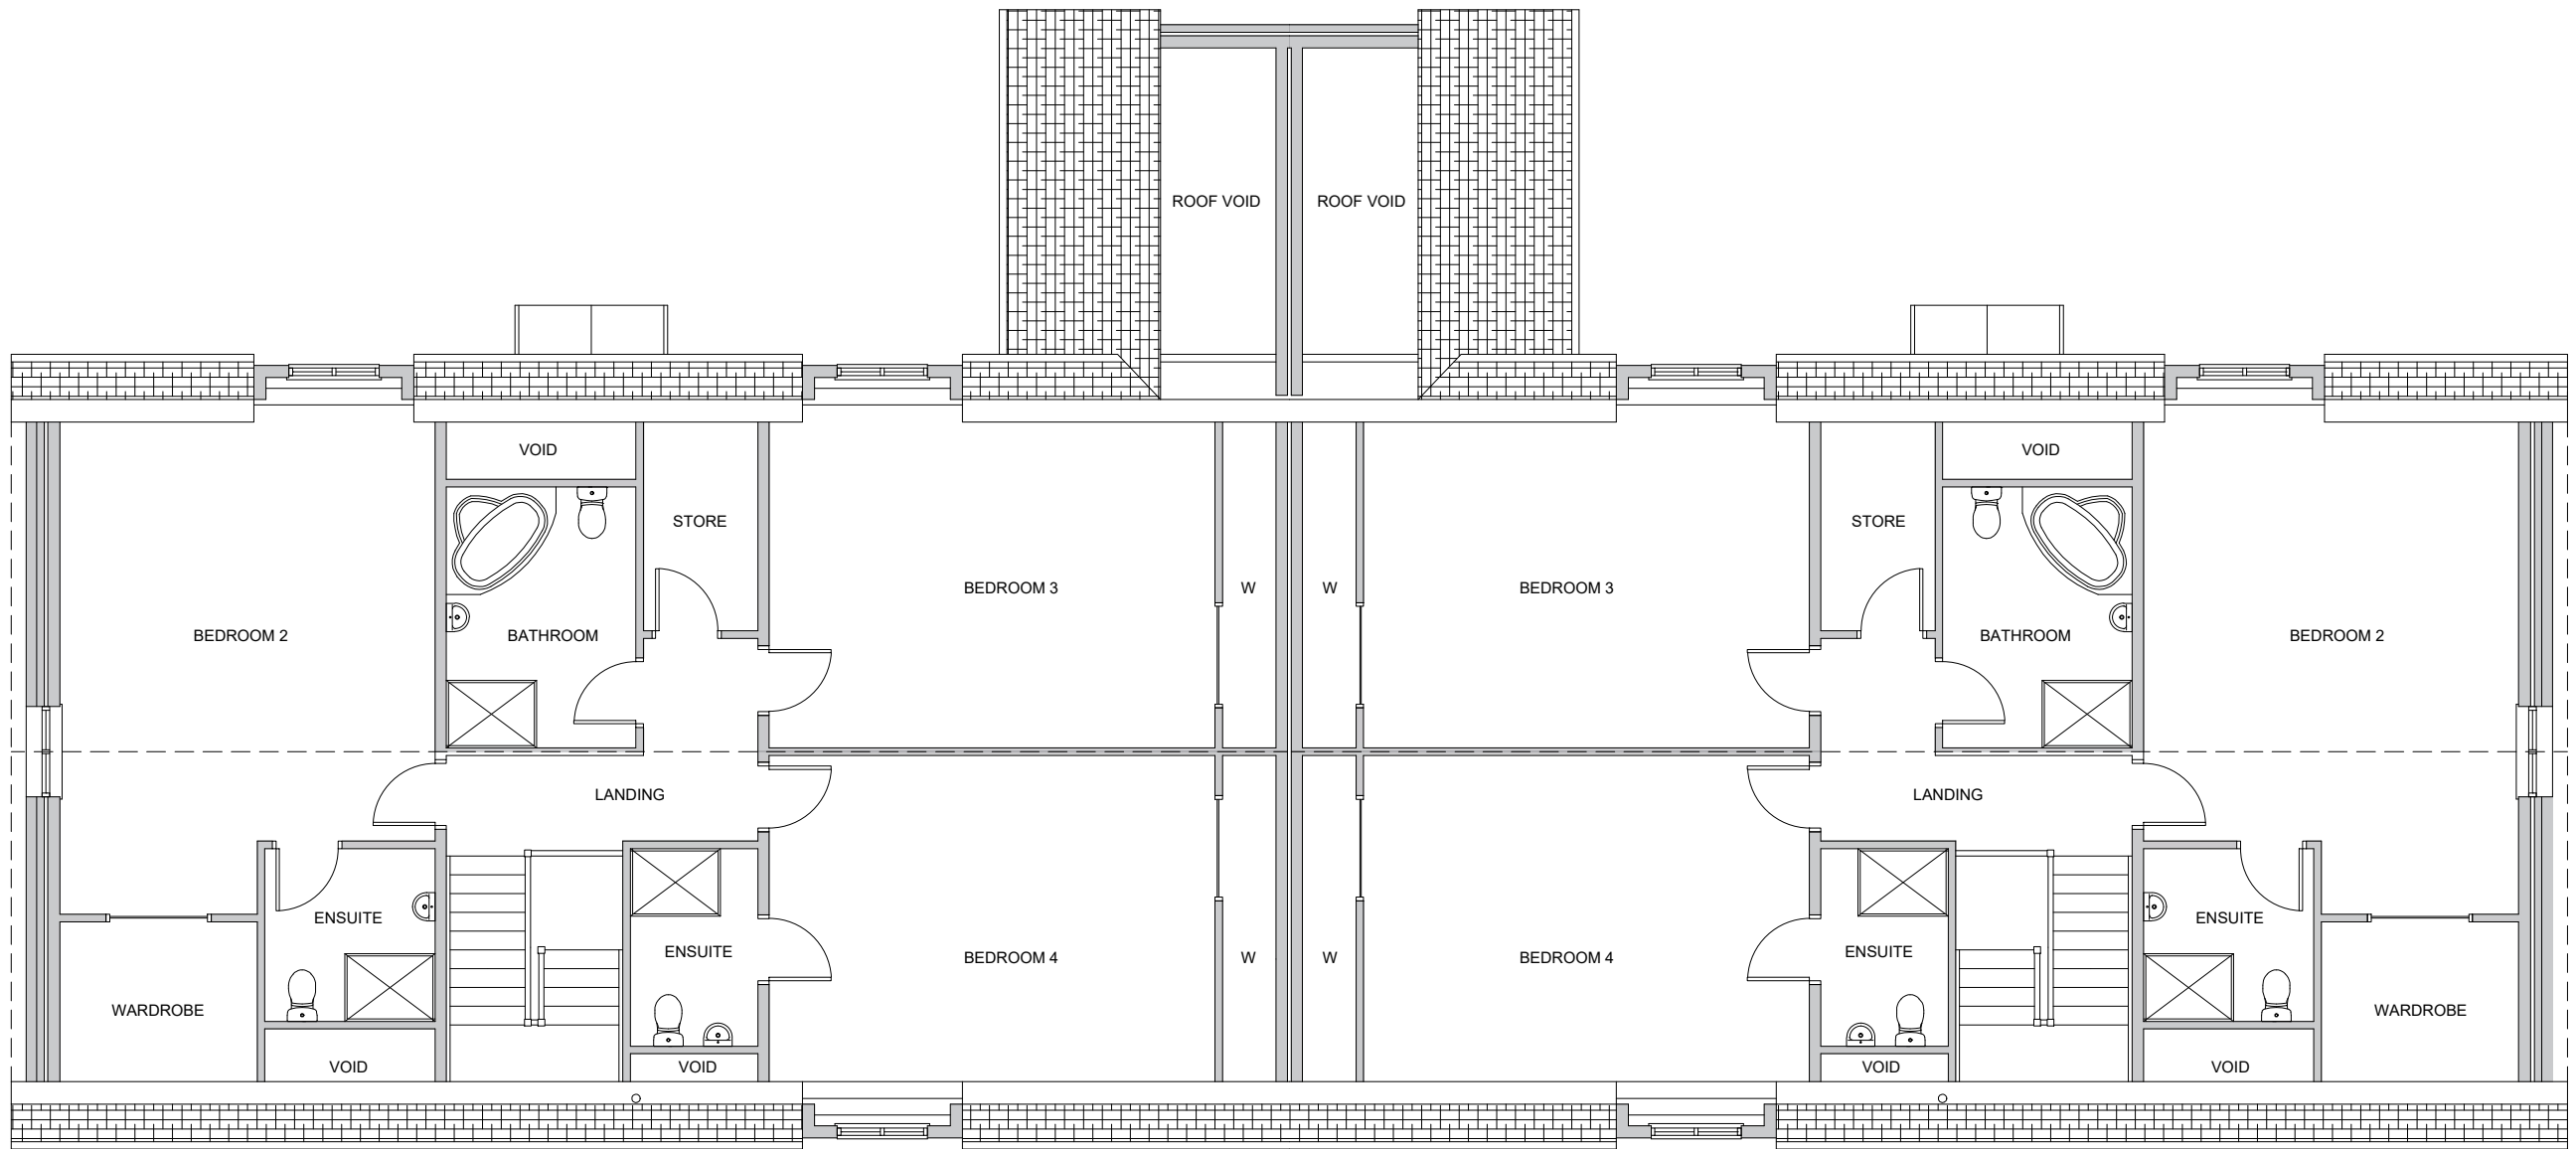 ROOF VOID
ROOF VOID
VOID
VOID
STORE
STORE
BEDROOM 3
W
W
BEDROOM 3
BEDROOM 2
BATHROOM
BATHROOM
BEDROOM 2
LANDING
LANDING
ENSUITE
ENSUITE
ENSUITE
ENSUITE
BEDROOM 4
W
W
BEDROOM 4
WARDROBE
WARDROBE
VOID
VOID
VOID
VOID